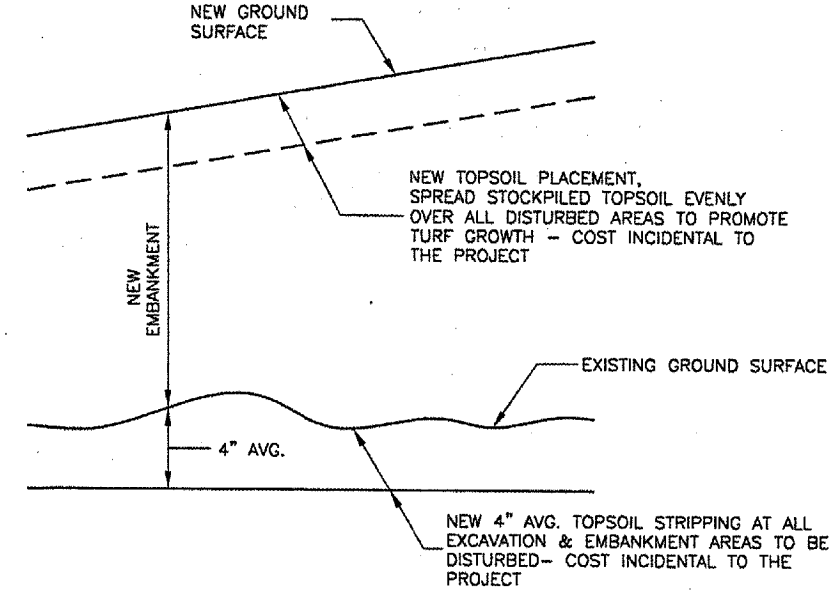 NEW GROUND
SURFACE
NEW TOPSOIL PLACEMENT,
SPREAD STOCKPILED TOPSOIL EVENLY
OVER ALL DISTURBED AREAS TO PROMOTE
TURF GROWTH – COST INCIDENTAL TO
THE PROJECT
NEW
EMBANKMENT
EXISTING GROUND SURFACE
4" AVG.
NEW 4" AVG. TOPSOIL STRIPPING AT ALL
EXCAVATION & EMBANKMENT AREAS TO BE
DISTURBED– COST INCIDENTAL TO THE
PROJECT